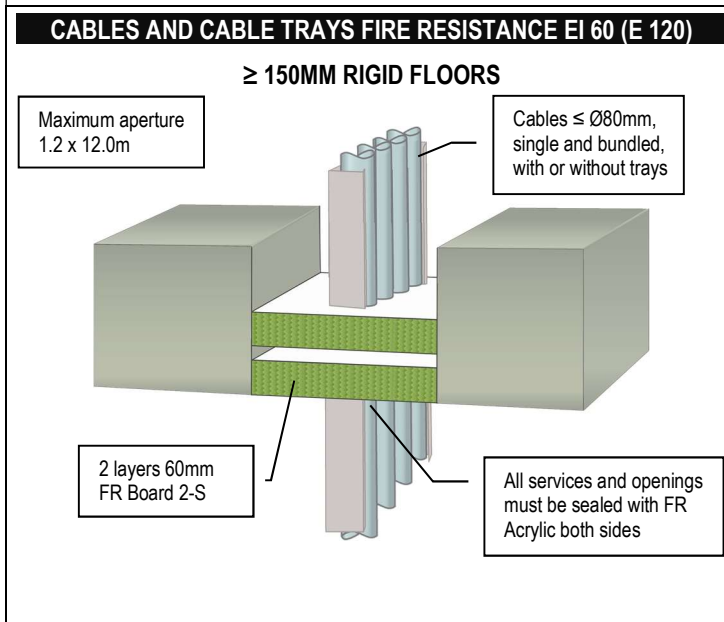 CABLES AND CABLE TRAYS FIRE RESISTANCE EI 60 (E 120)
≥ 150MM RIGID FLOORS
Maximum aperture
1.2 x 12.0m
Cables ≤ Ø80mm,
single and bundled,
with or without trays
2 layers 60mm
FR Board 2-S
All services and openings
must be sealed with FR
Acrylic both sides